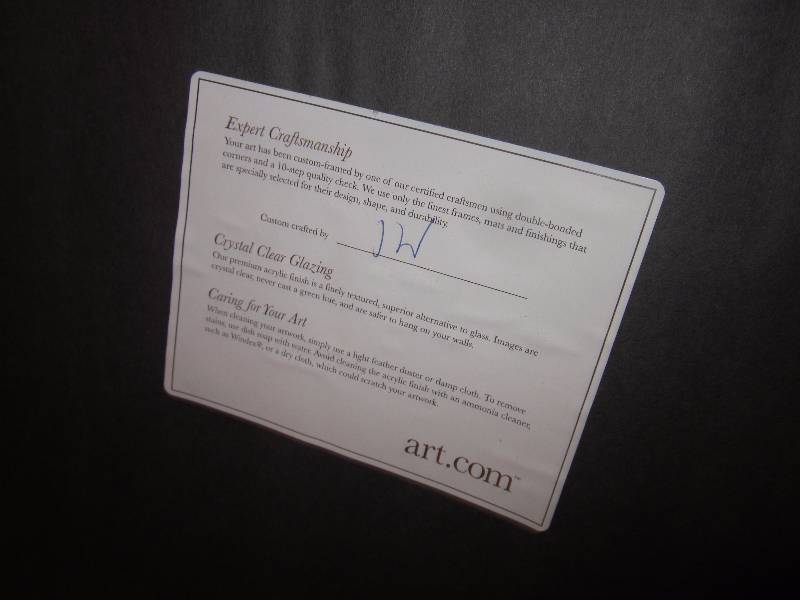 Expert Craftsmanship
Your art has been custom-framed by one of our certified craftsmen using double-bonded
corners and a 10-step quality check. We use only the finest frames, mats and finishings that
are specially selected for their design, shape, and durability.
Custom crafted by JW
Crystal Clear Glazing
Our premium acrylic finish is a finely textured, superior alternative to glass. Images are
crystal clear, never cast a green hue, and are safer to hang on your walls.
Caring for Your Art
When cleaning your artwork, simply use a light feather duster or damp cloth. To remove
stains, use dish soap with water. Avoid cleaning the acrylic finish with an ammonia cleaner,
such as Windex®, or a dry cloth, which could scratch your artwork.
art.com™